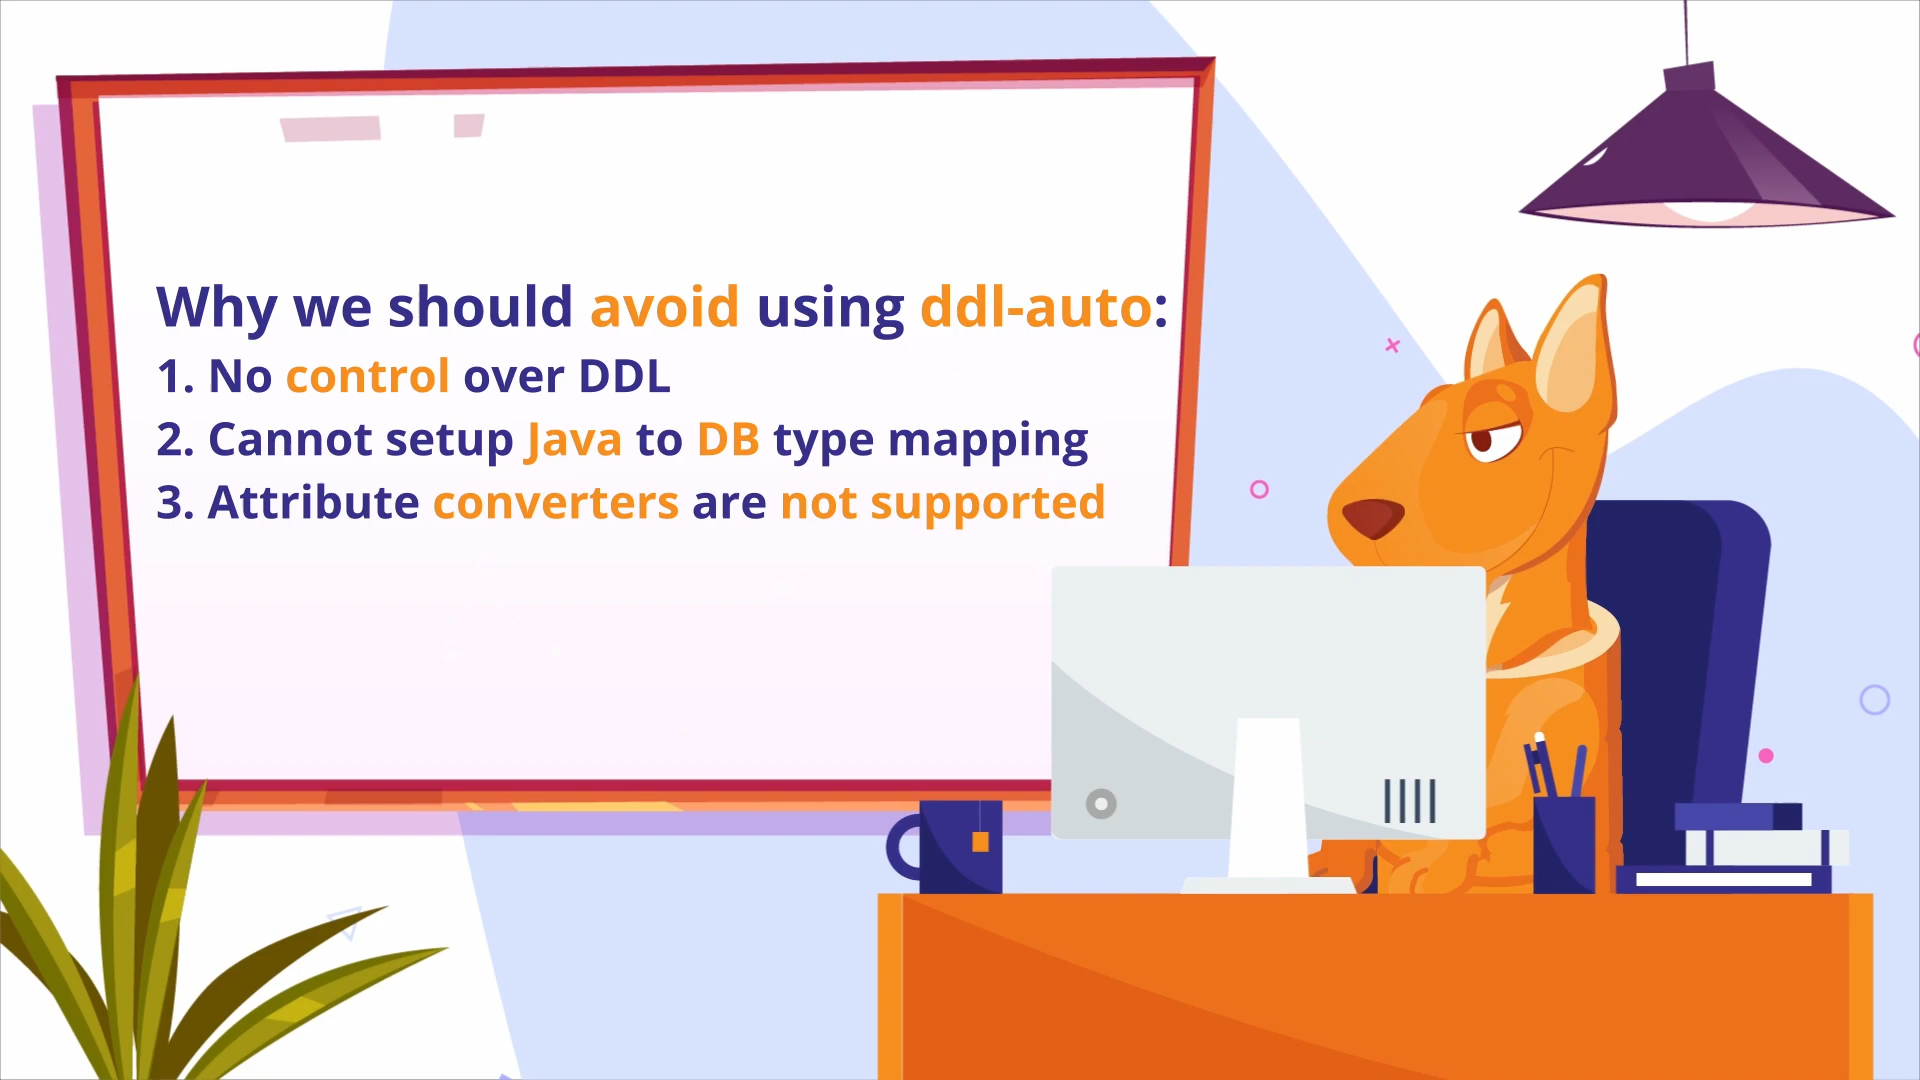 Why we should avoid using ddl-auto:
1. No control over DDL
2. Cannot setup Java to DB type mapping
3. Attribute converters are not supported